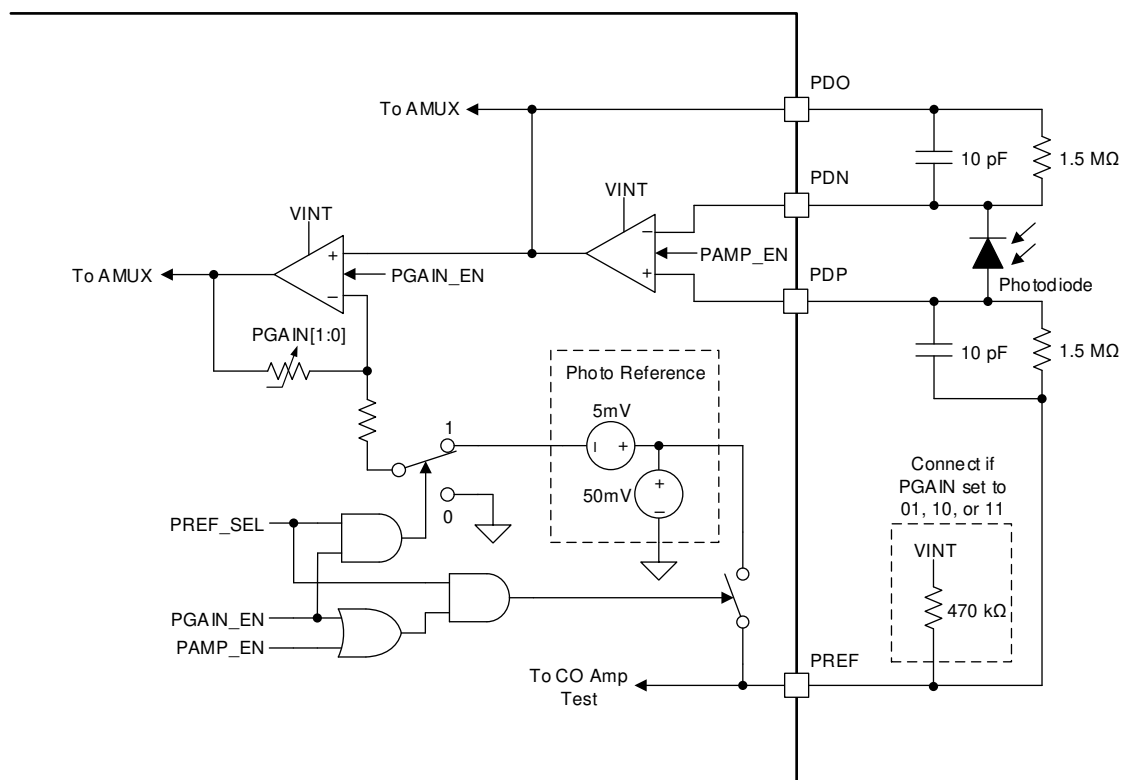 PDO
To AMUX
10 pF
1.5 MΩ
PDN
VINT
VINT
+
−
To AMUX
PGAIN_EN
−
+
PAMP_EN
PDP
Photodiode
PGAIN[1:0]
10 pF
1.5 MΩ
Photo Reference
5mV
1
− +
+
50mV
−
0
Connect if
PGAIN set to
01, 10, or 11
VINT
470 kΩ
PREF_SEL
PGAIN_EN
PAMP_EN
PREF
To CO Amp
Test